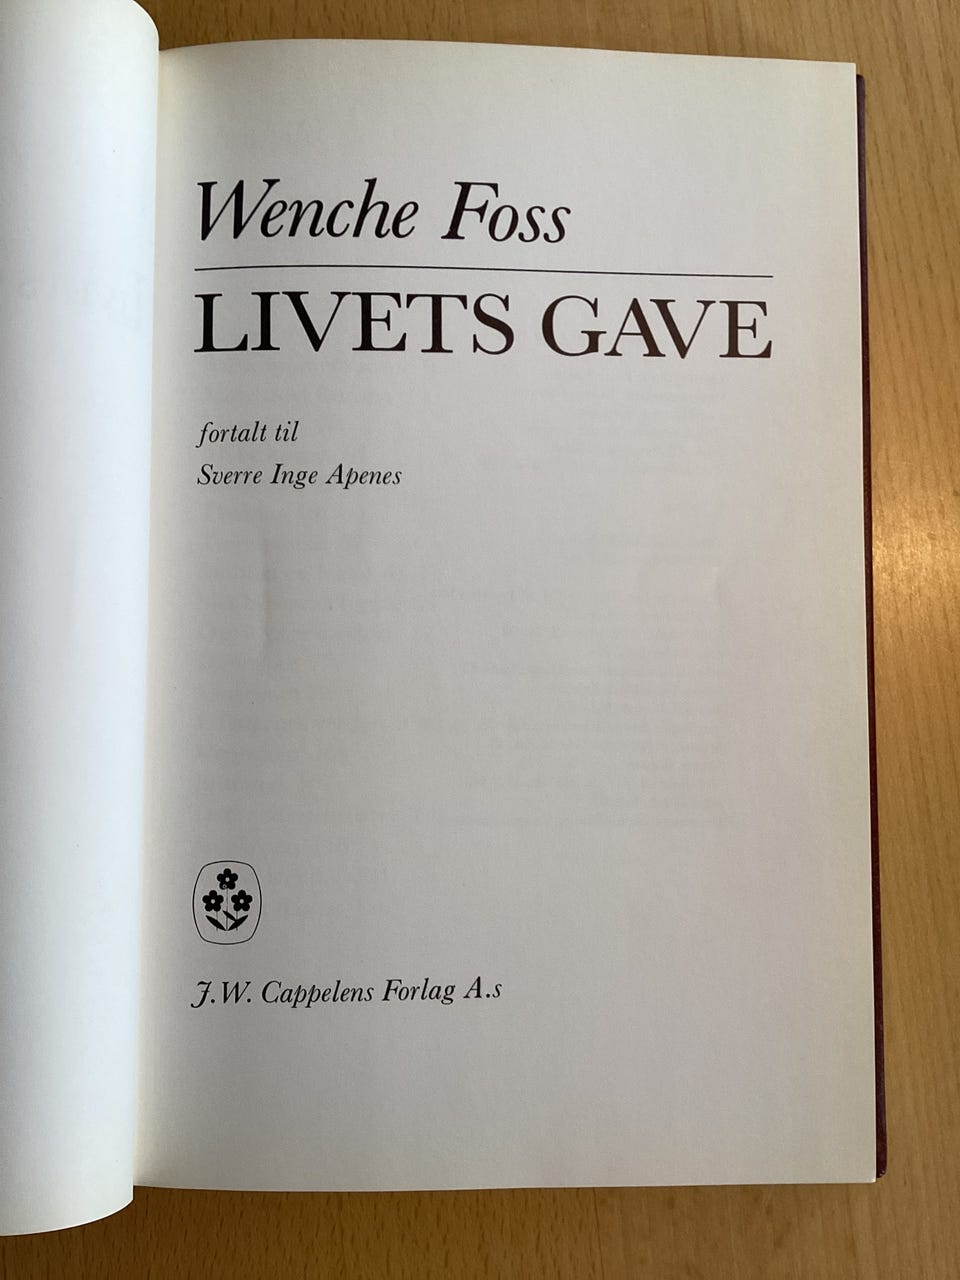 Wenche Foss
LIVETS GAVE
fortalt til
Sverre Inge Apenes
J.W. Cappelens Forlag A.s